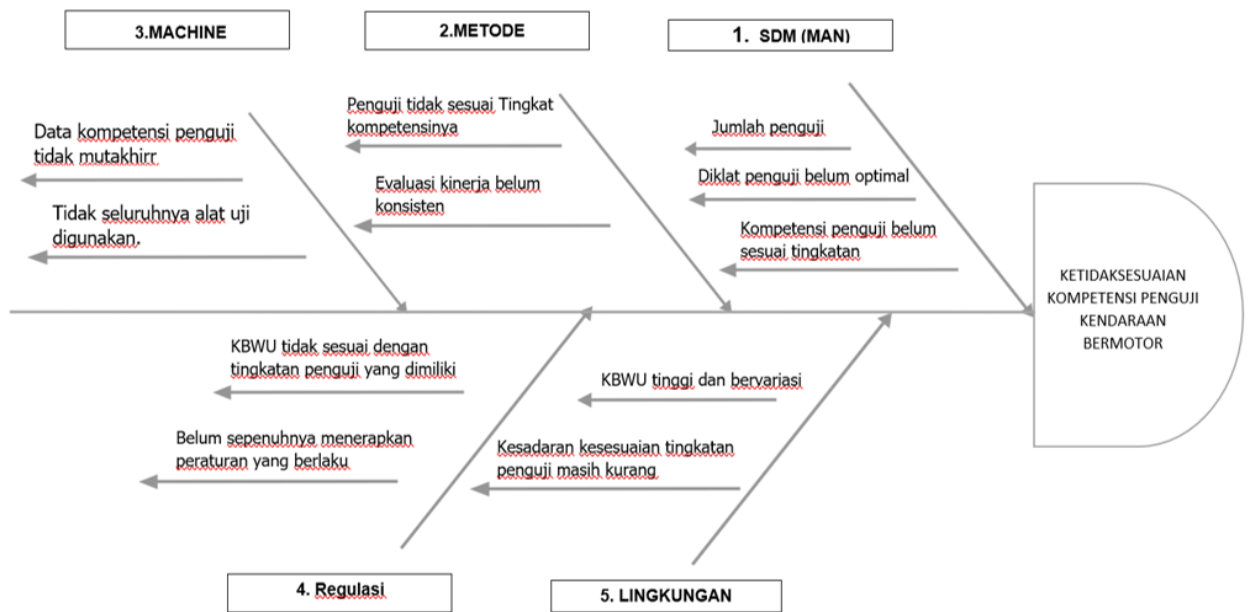 3.MACHINE
2.METODE
1. SDM (MAN)
Data kompetensi penguji
tidak mutakhirr
Tidak seluruhnya alat uji
digunakan.
Penguji tidak sesuai Tingkat
kompetensinya
Evaluasi kinerja belum
konsisten
Jumlah penguji
Diklat penguji belum optimal
Kompetensi penguji belum
sesuai tingkatan
KETIDAKSESUAIAN
KOMPETENSI PENGUJI
KENDARAAN
BERMOTOR
KBWU tidak sesuai dengan
tingkatan penguji yang dimiliki
Belum sepenuhnya menerapkan
peraturan yang berlaku
KBWU tinggi dan bervariasi
Kesadaran kesesuaian tingkatan
penguji masih kurang
4. Regulasi
5. LINGKUNGAN